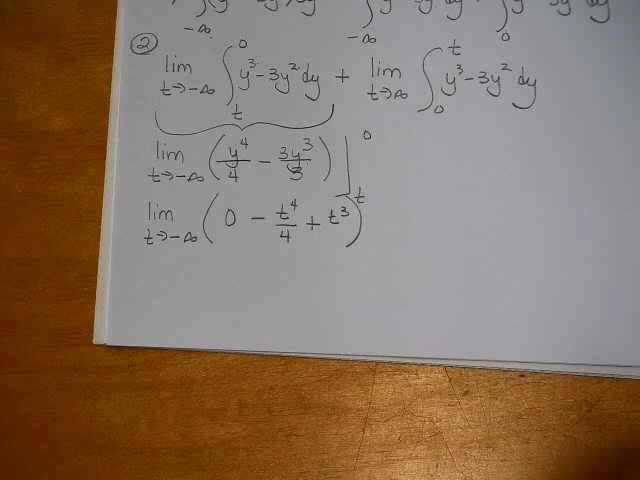 ∫ -∞ ∫ -∞ ∫ 0
②
lim t→-∞ ∫_t^0 y³ - 3y² dy + lim t→∞ ∫_0^t y³ - 3y² dy
lim t→-∞ (y⁴/4 - 3y³/3) |_t^0
lim t→-∞ (0 - t⁴/4 + t³)